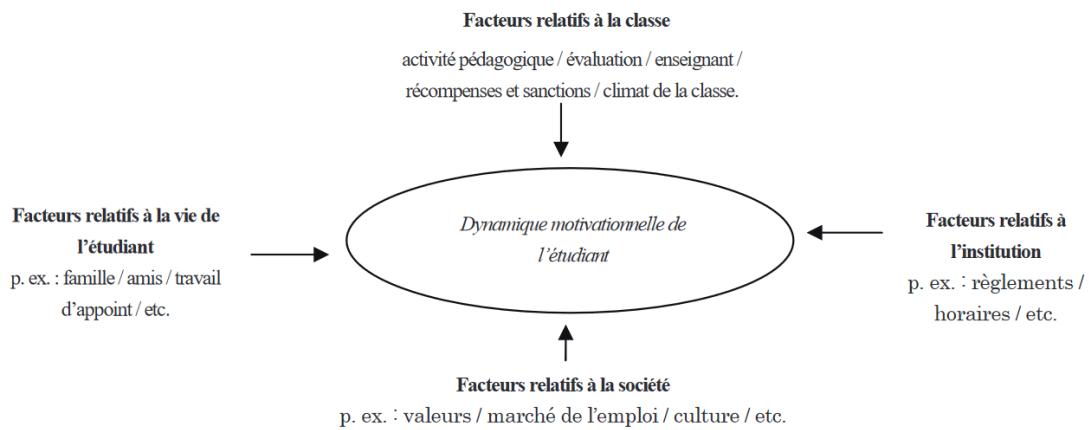 Facteurs relatifs à la classe
activité pédagogique / évaluation / enseignant /
récompenses et sanctions / climat de la classe.
Facteurs relatifs à la vie de
l’étudiant
p. ex. : famille / amis / travail
d’appoint / etc.
Dynamique motivationnelle de
l’étudiant
Facteurs relatifs à
l’institution
p. ex. : règlements /
horaires / etc.
Facteurs relatifs à la société
p. ex. : valeurs / marché de l’emploi / culture / etc.